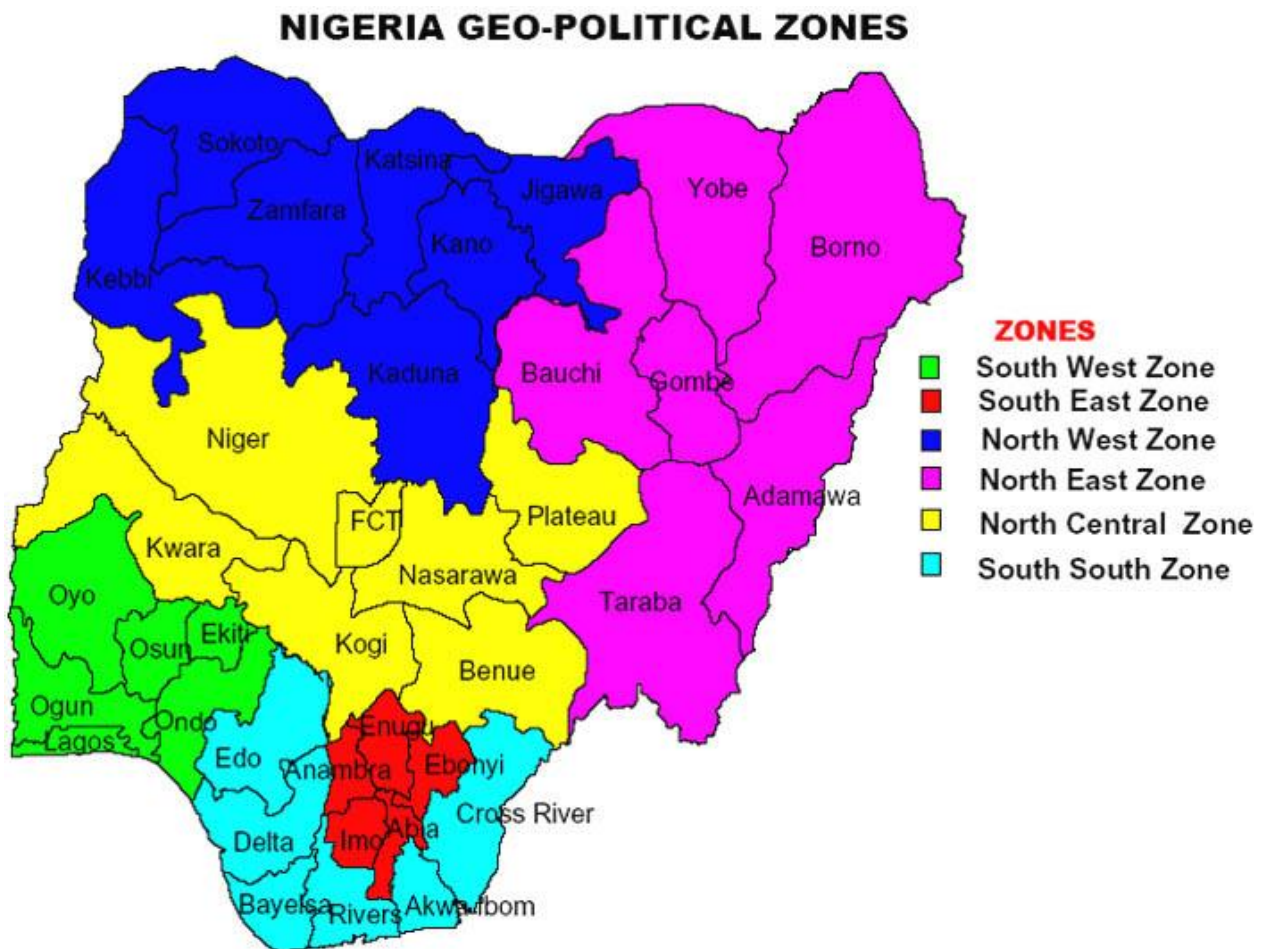 NIGERIA GEO-POLITICAL ZONES
Sokoto
Katsina
Jigawa
Yobe
Zamfara
Kano
Borno
Kebbi
Kaduna
Bauchi
Gombe
Niger
Adamawa
FCT
Plateau
Kwara
Nasarawa
Oyo
Taraba
Ekiti
Osun
Kogi
Benue
Ogun
Ondo
Enugu
Lagos
Edo
Anambra
Ebonyi
Cross River
Delta
Imo
Abia
Bayelsa
Rivers
Akwa-Ibom
ZONES
South West Zone
South East Zone
North West Zone
North East Zone
North Central Zone
South South Zone